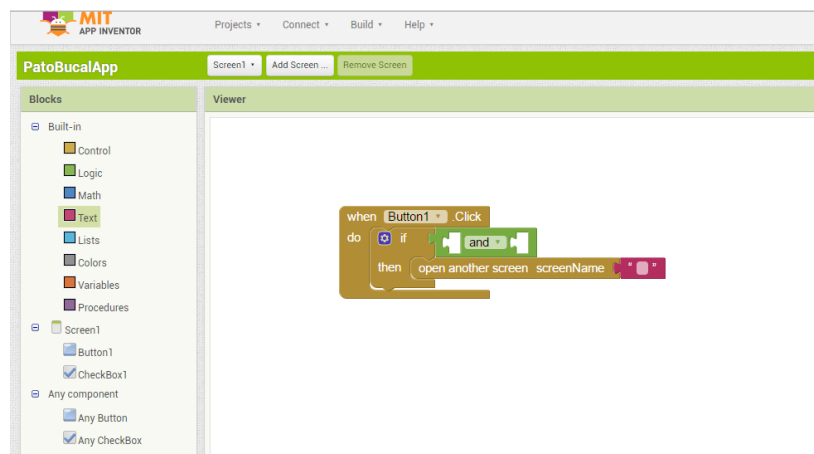 MIT
APP INVENTOR
Projects Connect Build Help
PatoBucalApp
Screen1 Add Screen ... Remove Screen
Blocks
Viewer
Built-in
Control
Logic
Math
Text
Lists
Colors
Variables
Procedures
Screen1
Button1
CheckBox1
Any component
Any Button
Any CheckBox
when Button1 .Click
do if and
then open another screen screenName " "